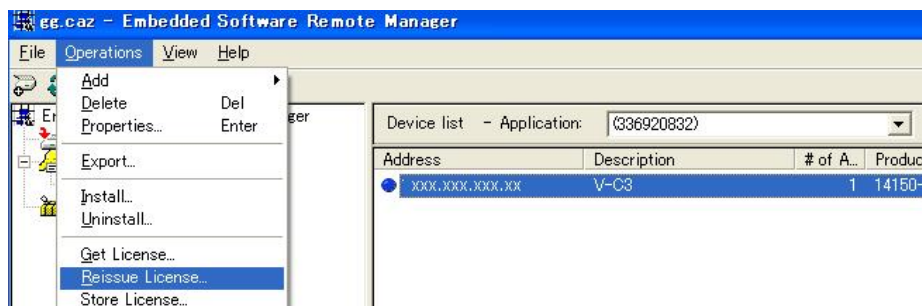 gg.caz - Embedded Software Remote Manager
File Operations View Help
Add
Delete Del
Properties... Enter
Export...
Install...
Uninstall...
Get License...
Reissue License...
Store License...
Device list - Application: (336920832)
Address Description # of A...
xxx.xxx.xxx.xx V-C3 1 14150-